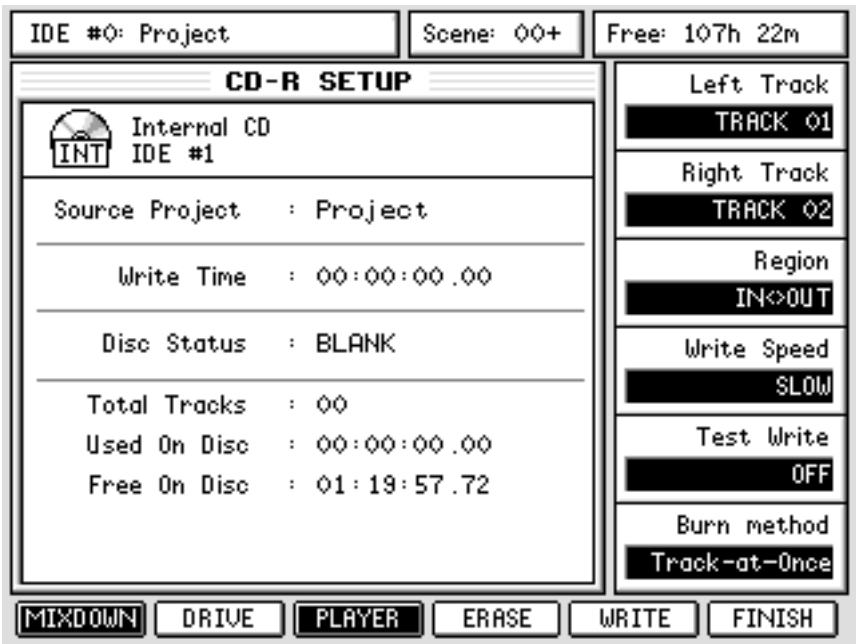 IDE #0: Project
Scene: 00+
Free: 107h 22m
CD-R SETUP
INT
Internal CD
IDE #1
Source Project : Project
Write Time : 00:00:00.00
Disc Status : BLANK
Total Tracks : 00
Used On Disc : 00:00:00.00
Free On Disc : 01:19:57.72
Left Track
TRACK 01
Right Track
TRACK 02
Region
IN<>OUT
Write Speed
SLOW
Test Write
OFF
Burn method
Track-at-Once
MIXDOWN DRIVE PLAYER ERASE WRITE FINISH